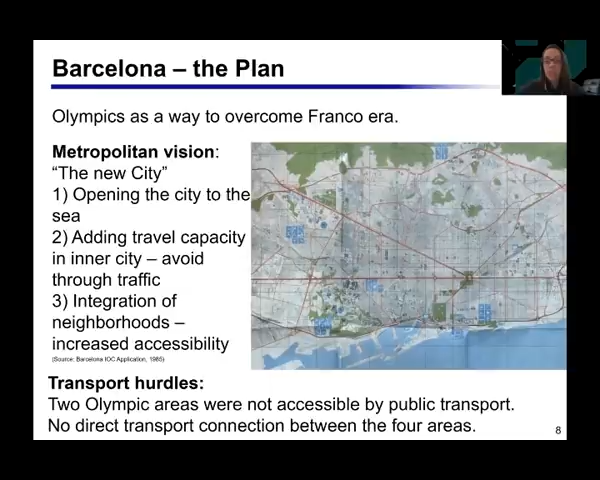 Barcelona – the Plan
Olympics as a way to overcome Franco era.
Metropolitan vision:
“The new City”
1) Opening the city to the
sea
2) Adding travel capacity
in inner city – avoid
through traffic
3) Integration of
neighborhoods –
increased accessibility
(Source: Barcelona IOC Application, 1985)
Transport hurdles:
Two Olympic areas were not accessible by public transport.
No direct transport connection between the four areas.
8